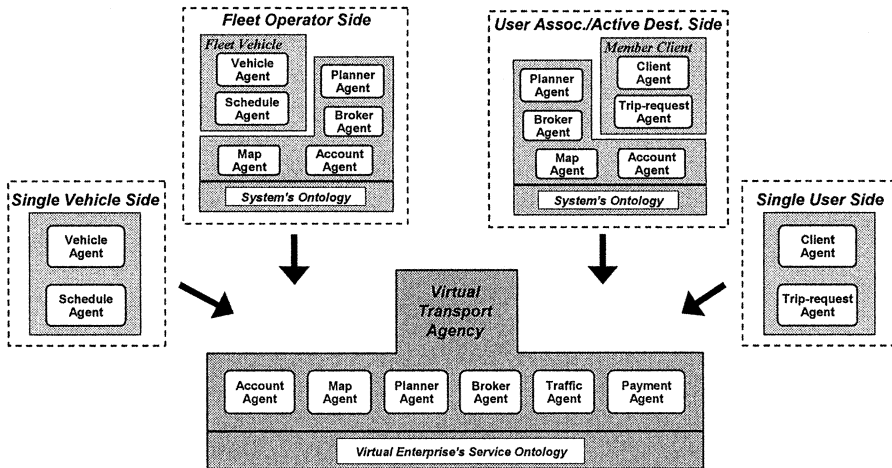 Fleet Operator Side
Fleet Vehicle
Vehicle
Agent
Schedule
Agent
Planner
Agent
Broker
Agent
Map
Agent
Account
Agent
System's Ontology
User Assoc./Active Dest. Side
Member Client
Client
Agent
Trip-request
Agent
Planner
Agent
Broker
Agent
Map
Agent
Account
Agent
System's Ontology
Single Vehicle Side
Vehicle
Agent
Schedule
Agent
Single User Side
Client
Agent
Trip-request
Agent
Virtual
Transport
Agency
Account
Agent
Map
Agent
Planner
Agent
Broker
Agent
Traffic
Agent
Payment
Agent
Virtual Enterprise's Service Ontology